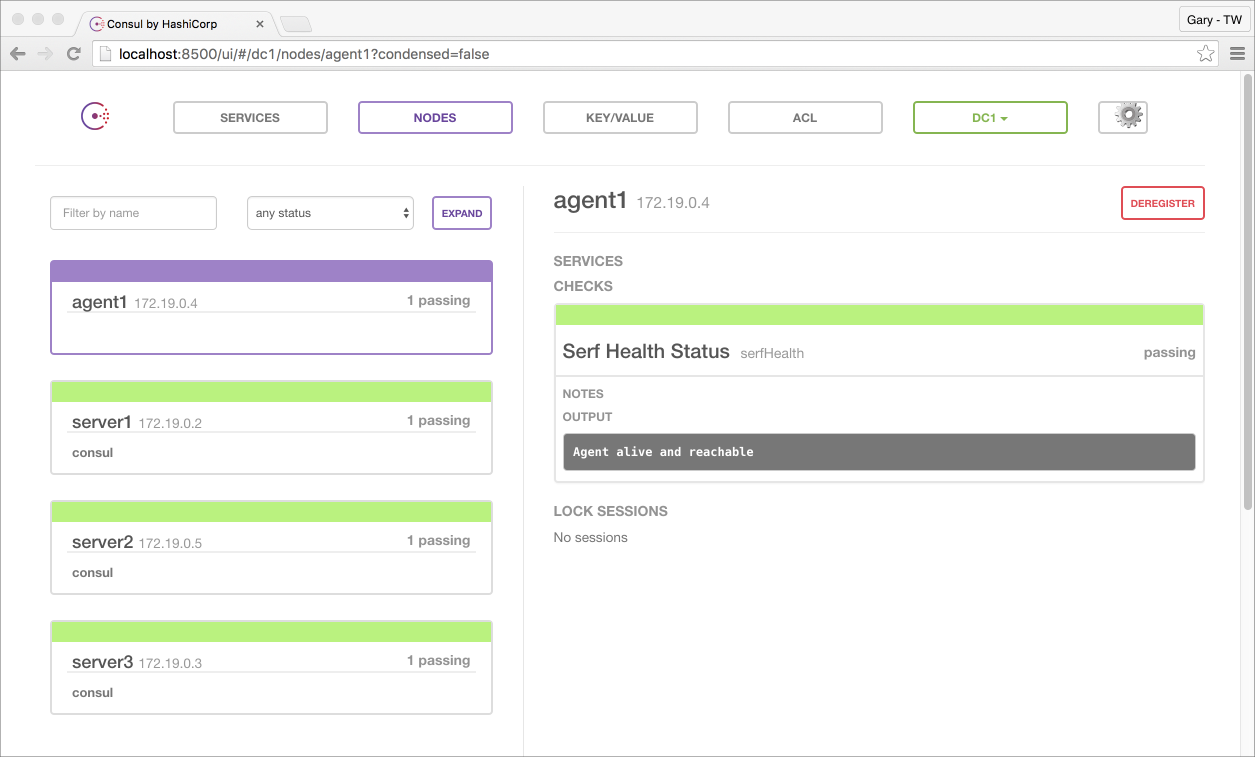 Consul by HashiCorp
Gary - TW
localhost:8500/ui/#/dc1/nodes/agent1?condensed=false
SERVICES
NODES
KEY/VALUE
ACL
DC1
Filter by name
any status
EXPAND
agent1 172.19.0.4
1 passing
server1 172.19.0.2
1 passing
consul
server2 172.19.0.5
1 passing
consul
server3 172.19.0.3
1 passing
consul
agent1 172.19.0.4
DEREGISTER
SERVICES
CHECKS
Serf Health Status serfHealth
passing
NOTES
OUTPUT
Agent alive and reachable
LOCK SESSIONS
No sessions